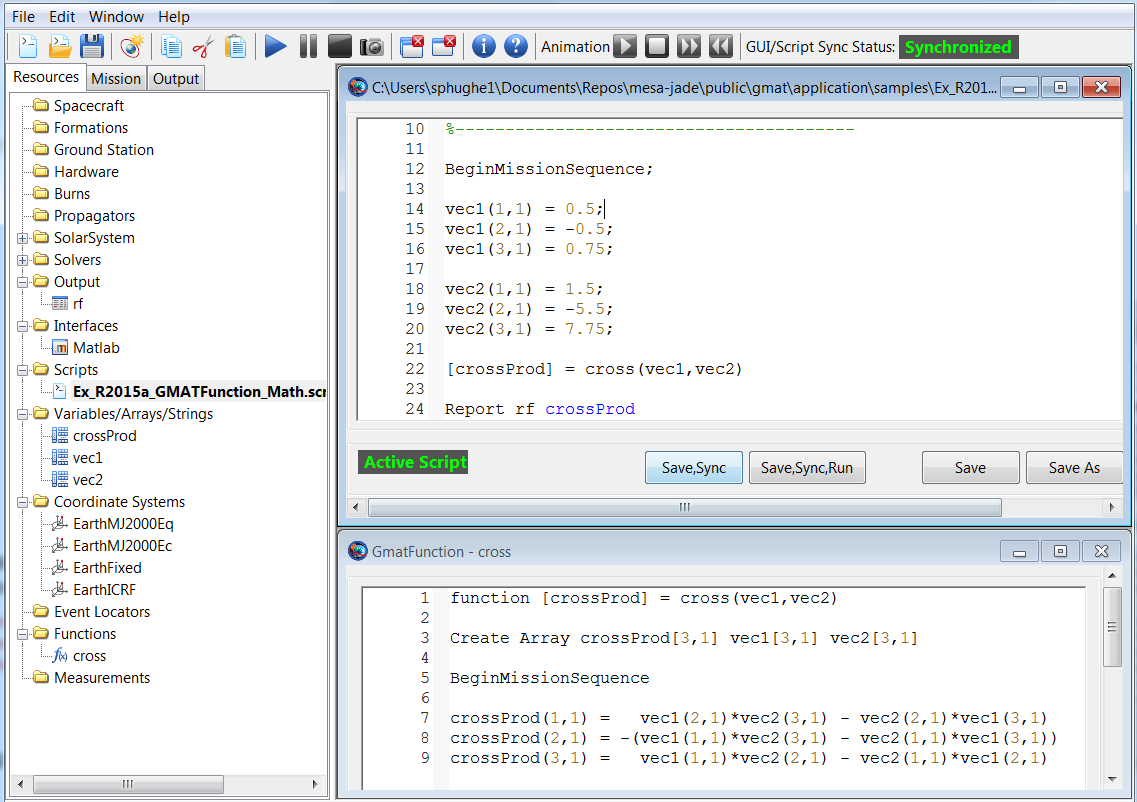 File Edit Window Help
Animation GUI/Script Sync Status: Synchronized
Resources Mission Output
Spacecraft
Formations
Ground Station
Hardware
Burns
Propagators
SolarSystem
Solvers
Output
rf
Interfaces
Matlab
Scripts
Ex_R2015a_GMATFunction_Math.scr
Variables/Arrays/Strings
crossProd
vec1
vec2
Coordinate Systems
EarthMJ2000Eq
EarthMJ2000Ec
EarthFixed
EarthICRF
Event Locators
Functions
cross
Measurements
C:\Users\sphughe1\Documents\Repos\mesa-jade\public\gmat\application\samples\Ex_R201...
10 %----------------------------------------
11
12 BeginMissionSequence;
13
14 vec1(1,1) = 0.5;
15 vec1(2,1) = -0.5;
16 vec1(3,1) = 0.75;
17
18 vec2(1,1) = 1.5;
19 vec2(2,1) = -5.5;
20 vec2(3,1) = 7.75;
21
22 [crossProd] = cross(vec1,vec2)
23
24 Report rf crossProd
Active Script Save,Sync Save,Sync,Run Save Save As
GmatFunction - cross
1 function [crossProd] = cross(vec1,vec2)
2
3 Create Array crossProd[3,1] vec1[3,1] vec2[3,1]
4
5 BeginMissionSequence
6
7 crossProd(1,1) =   vec1(2,1)*vec2(3,1) - vec2(2,1)*vec1(3,1)
8 crossProd(2,1) = -(vec1(1,1)*vec2(3,1) - vec2(1,1)*vec1(3,1))
9 crossProd(3,1) =   vec1(1,1)*vec2(2,1) - vec2(1,1)*vec1(2,1)